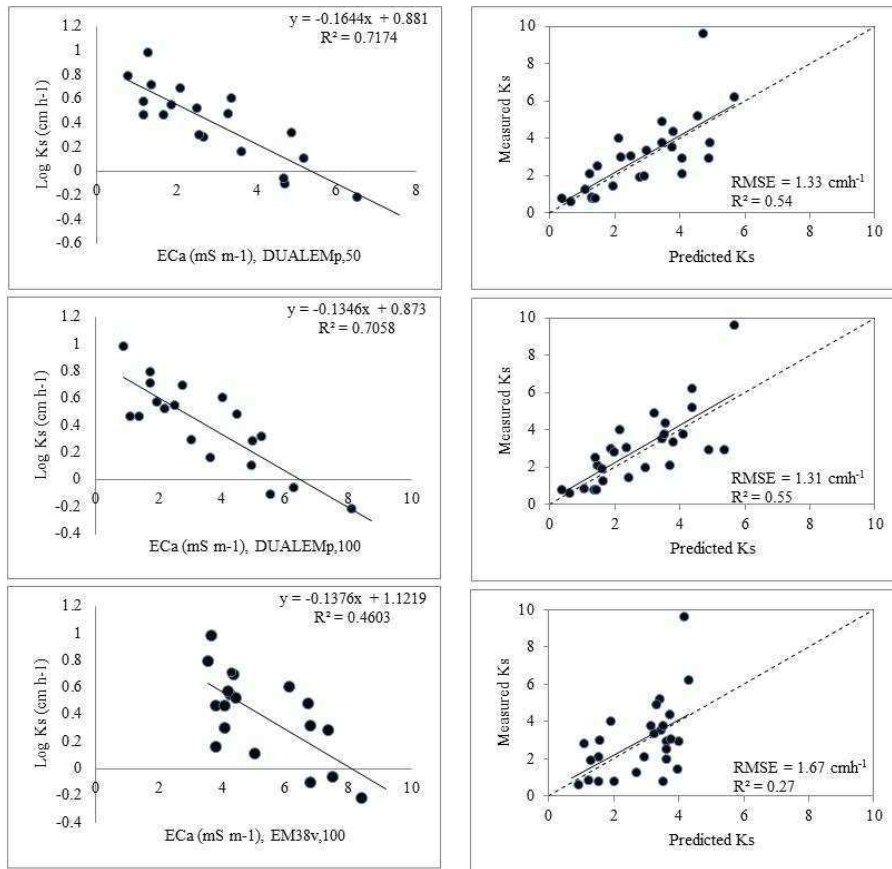 y = -0.1644x + 0.881
R² = 0.7174
1.2
1
0.8
0.6
0.4
0.2
0
-0.2
-0.4
-0.6
0 2 4 6 8
Log Ks (cm h-1)
ECa (mS m-1), DUALEMp,50
10
8
6
4
2
0
0 2 4 6 8 10
Measured Ks
RMSE = 1.33 cmh⁻¹
R² = 0.54
Predicted Ks
y = -0.1346x + 0.873
R² = 0.7058
1.2
1
0.8
0.6
0.4
0.2
0
-0.2
-0.4
0 2 4 6 8 10
Log Ks (cm h-1)
ECa (mS m-1), DUALEMp,100
10
8
6
4
2
0
0 2 4 6 8 10
Measured Ks
RMSE = 1.31 cmh⁻¹
R² = 0.55
Predicted Ks
y = -0.1376x + 1.1219
R² = 0.4603
1.2
1
0.8
0.6
0.4
0.2
0
-0.2
-0.4
0 2 4 6 8 10
Log Ks (cm h-1)
ECa (mS m-1), EM38v,100
10
8
6
4
2
0
0 2 4 6 8 10
Measured Ks
RMSE = 1.67 cmh⁻¹
R² = 0.27
Predicted Ks